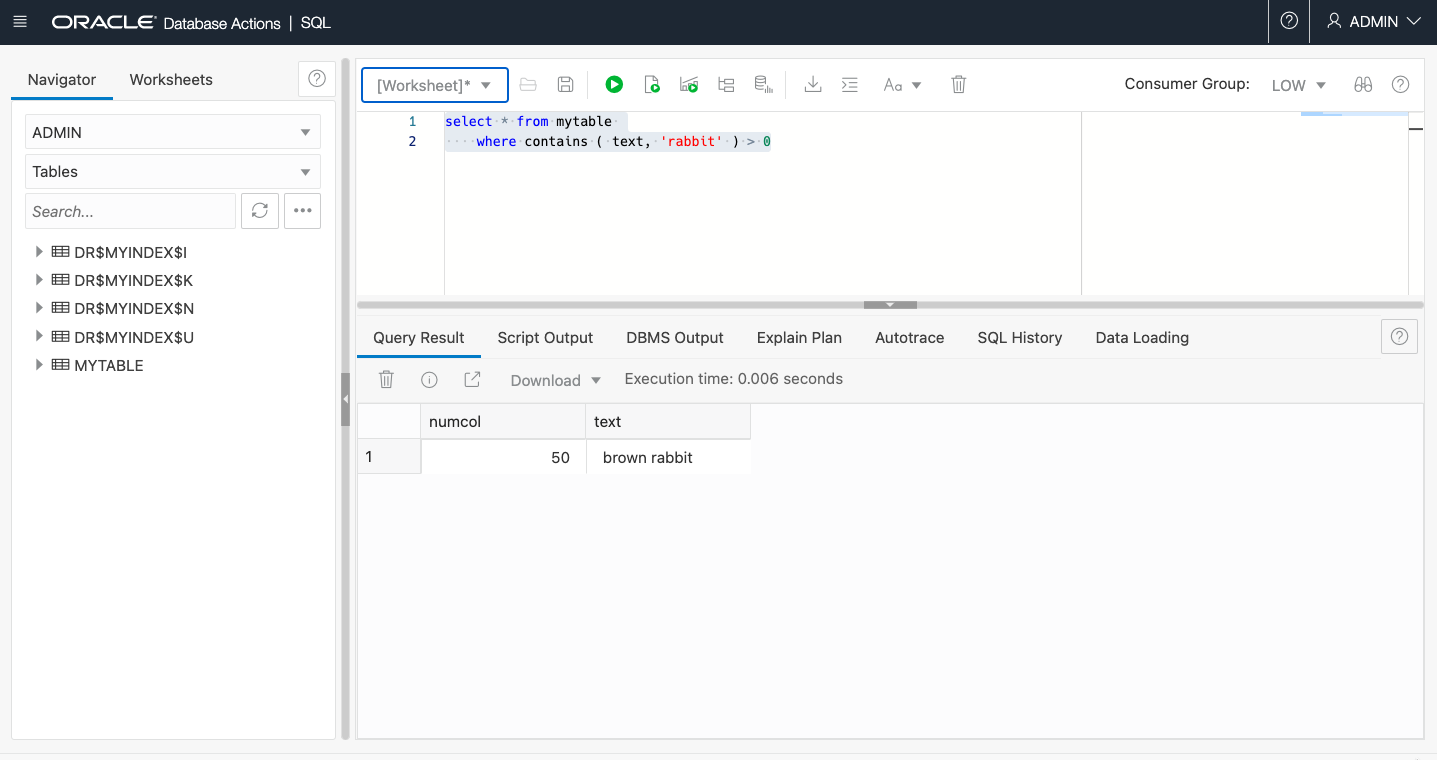 ORACLE Database Actions | SQL
ADMIN
Navigator Worksheets
ADMIN
Tables
Search...
DR$MYINDEX$I
DR$MYINDEX$K
DR$MYINDEX$N
DR$MYINDEX$U
MYTABLE
[Worksheet]*
Aa
Consumer Group: LOW
1 select * from mytable
2 where contains ( text, 'rabbit' ) > 0
Query Result Script Output DBMS Output Explain Plan Autotrace SQL History Data Loading
Download Execution time: 0.006 seconds
numcol text
1 50 brown rabbit